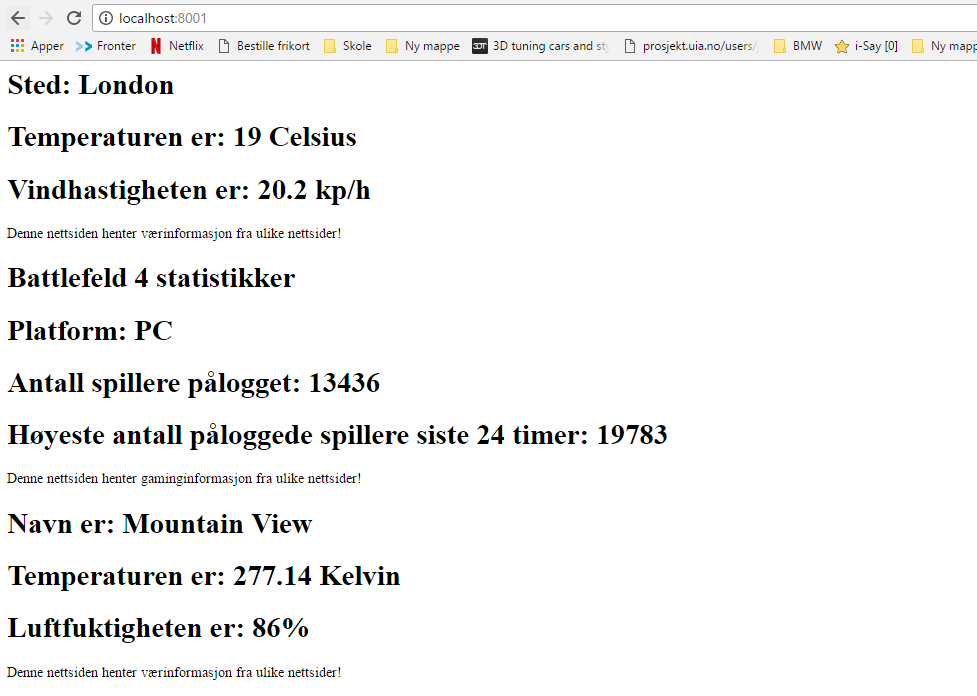 localhost:8001
Apper Fronter Netflix Bestille frikort Skole Ny mappe 3DT 3D tuning cars and prosjekt.uia.no/users/ BMW i-Say [0] Ny
Sted: London
Temperaturen er: 19 Celsius
Vindhastigheten er: 20.2 kp/h
Denne nettsiden henter værinformasjon fra ulike nettsider!
Battlefeld 4 statistikker
Platform: PC
Antall spillere pålogget: 13436
Høyeste antall påloggede spillere siste 24 timer: 19783
Denne nettsiden henter gaminginformasjon fra ulike nettsider!
Navn er: Mountain View
Temperaturen er: 277.14 Kelvin
Luftfuktigheten er: 86%
Denne nettsiden henter værinformasjon fra ulike nettsider!